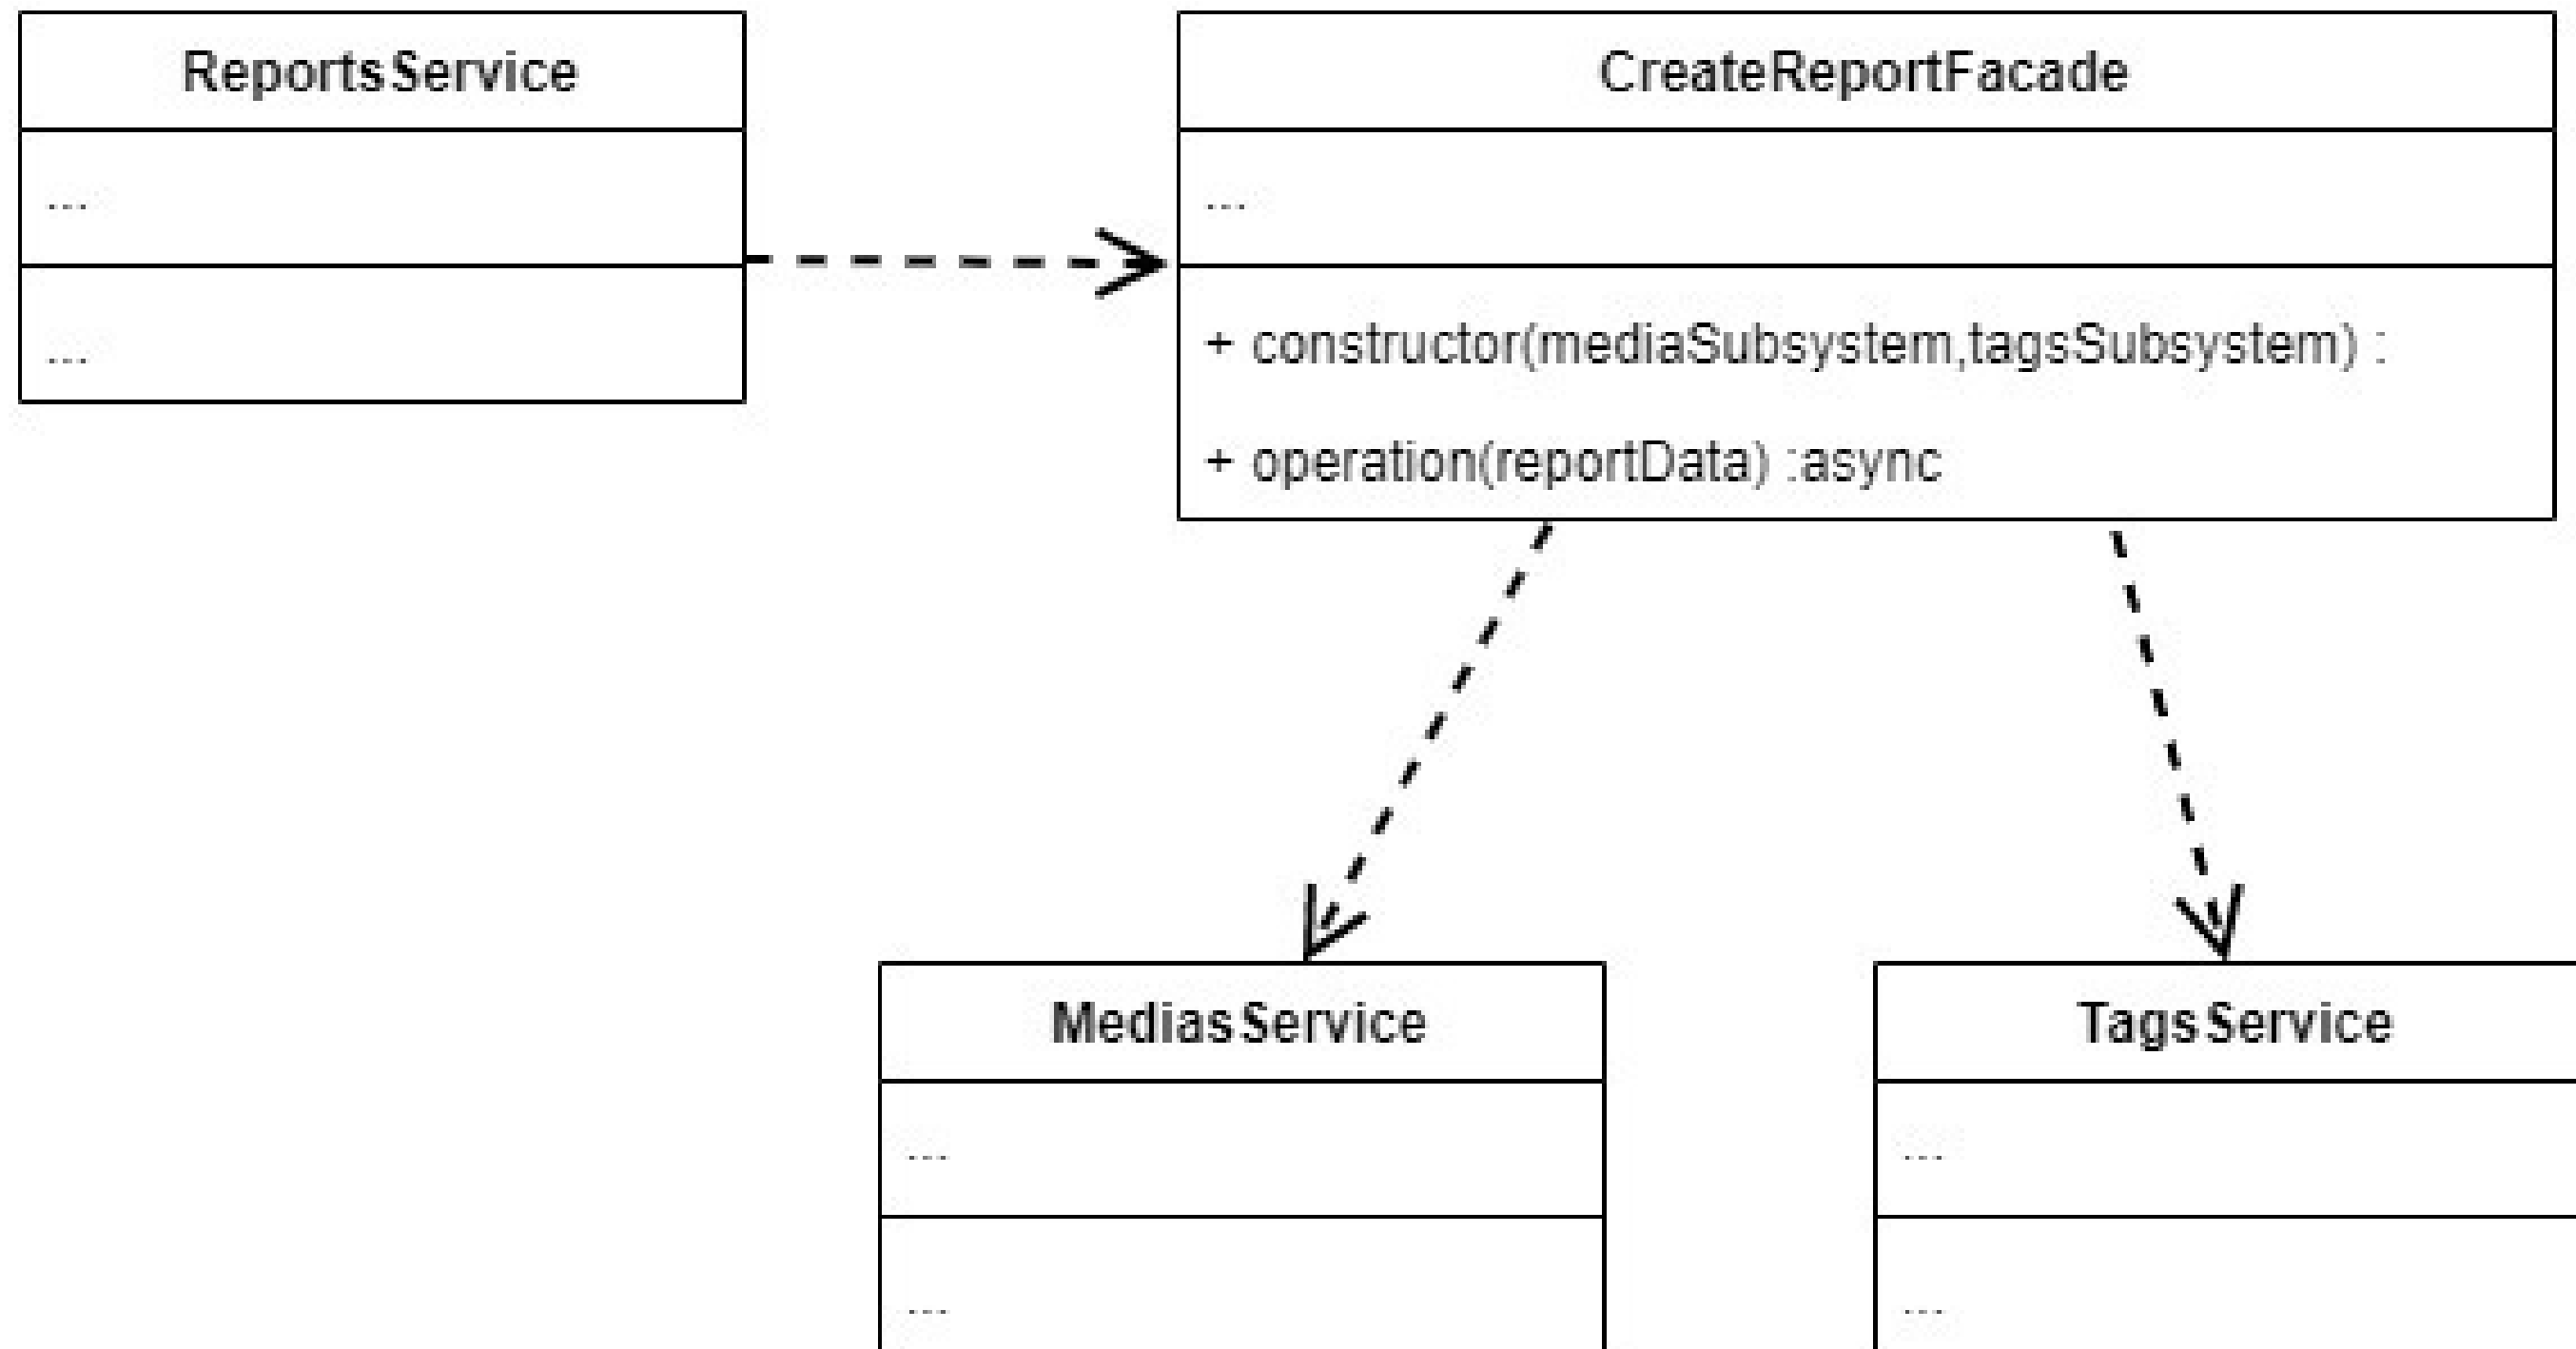 ReportsService
...
...
CreateReportFacade
...
+ constructor(mediaSubsystem,tagsSubsystem) :
+ operation(reportData) :async
MediasService
...
...
TagsService
...
...